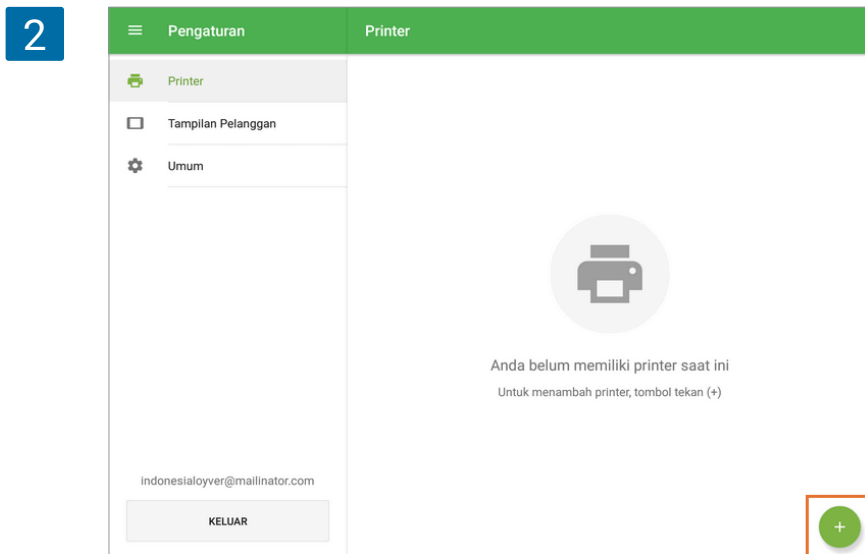 2
Pengaturan
Printer
Printer
Tampilan Pelanggan
Umum
Anda belum memiliki printer saat ini
Untuk menambah printer, tombol tekan (+)
indonesialoyver@mailinator.com
KELUAR
+